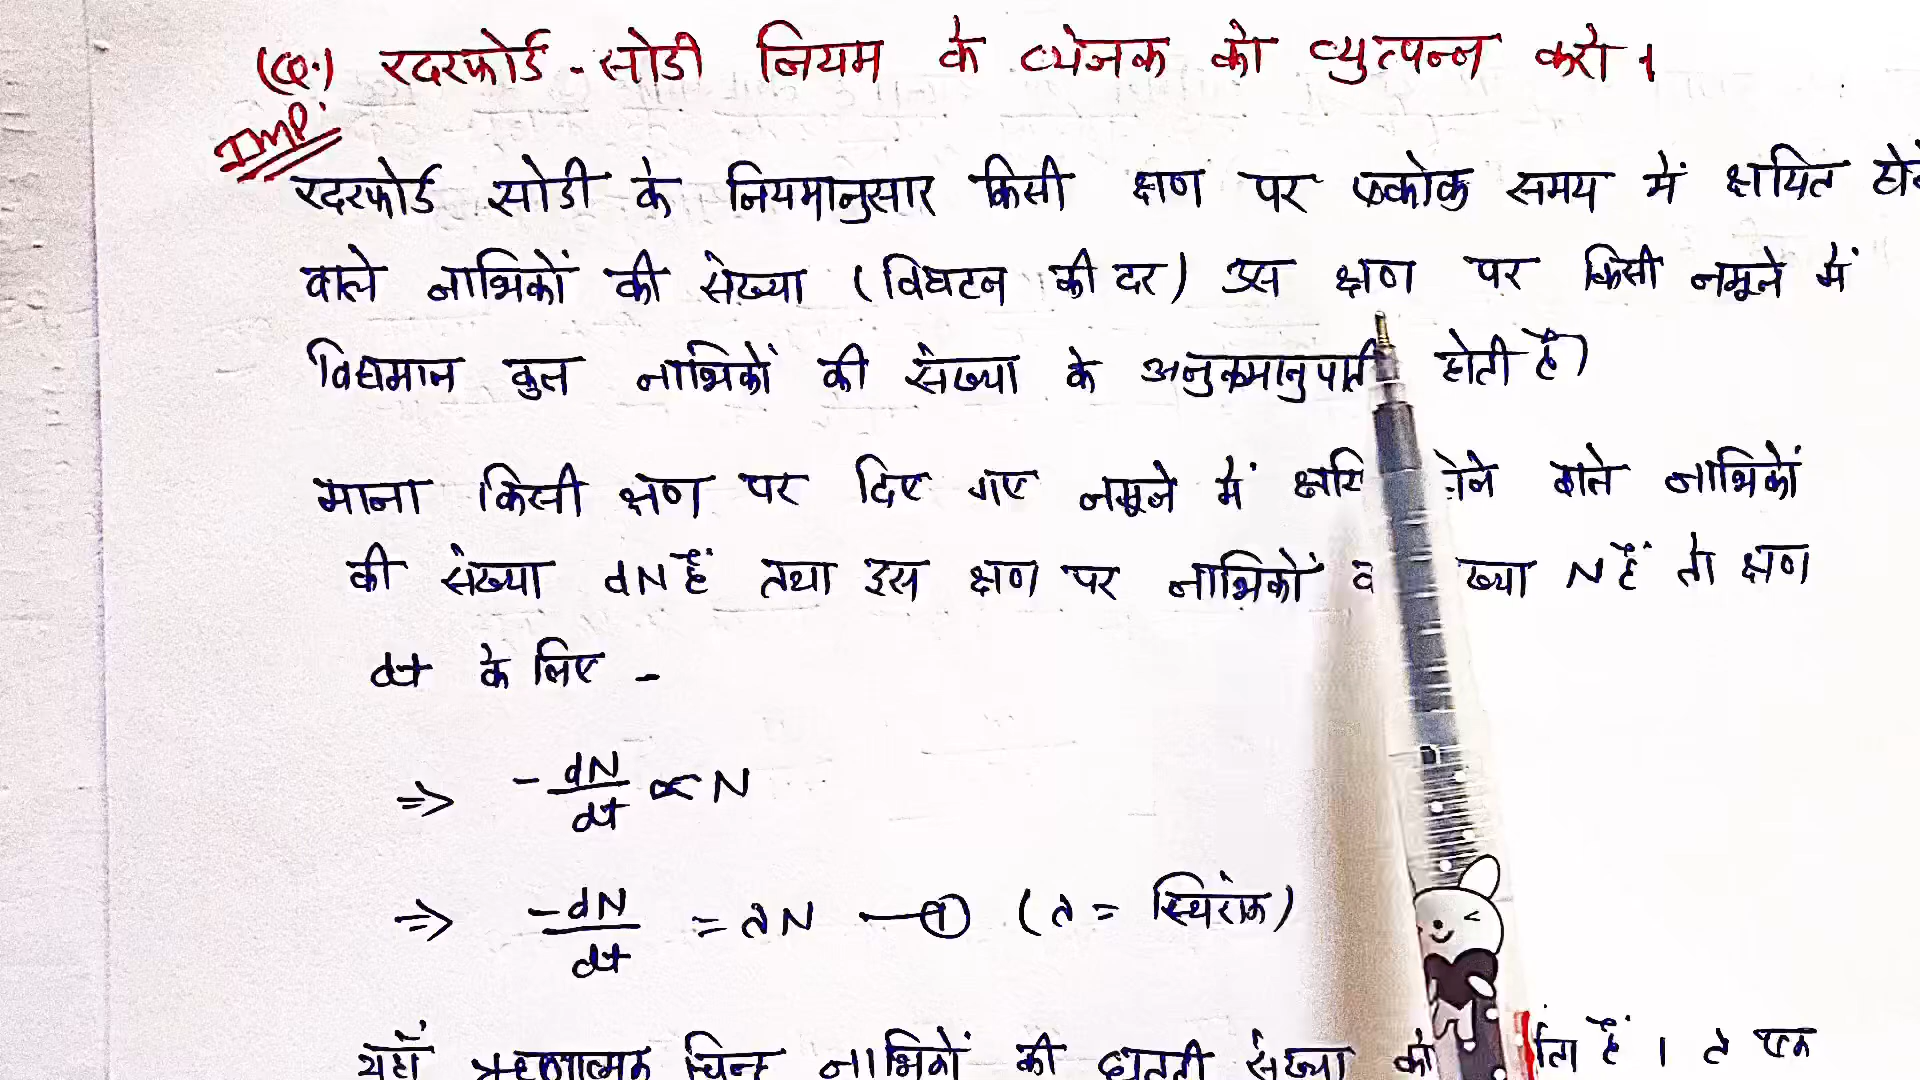 (Q.) रदरफोर्ड - सोडी नियम के व्यंजक को व्युत्पन्न करो ।
IMP.
रदरफोर्ड सोडी के नियमानुसार किसी क्षण पर एकांक समय में क्षयित होने
वाले नाभिकों की संख्या (विघटन की दर) उस क्षण पर किसी नमूने में
विद्यमान कुल नाभिकों की संख्या के अनुक्रमानुपाती होती है)
माना किसी क्षण पर दिए गए नमूने में वाले नाभिकों
की संख्या dN है तथा इस क्षण पर नाभिकों N है तो क्षण
dt के लिए -
⇒ -dN/dt ∝ N
⇒ -dN/dt = λN —① (λ = स्थिरांक)
यहाँ ऋणात्मक चिन्ह नाभिकों की घटती संख्या को है । λ एक